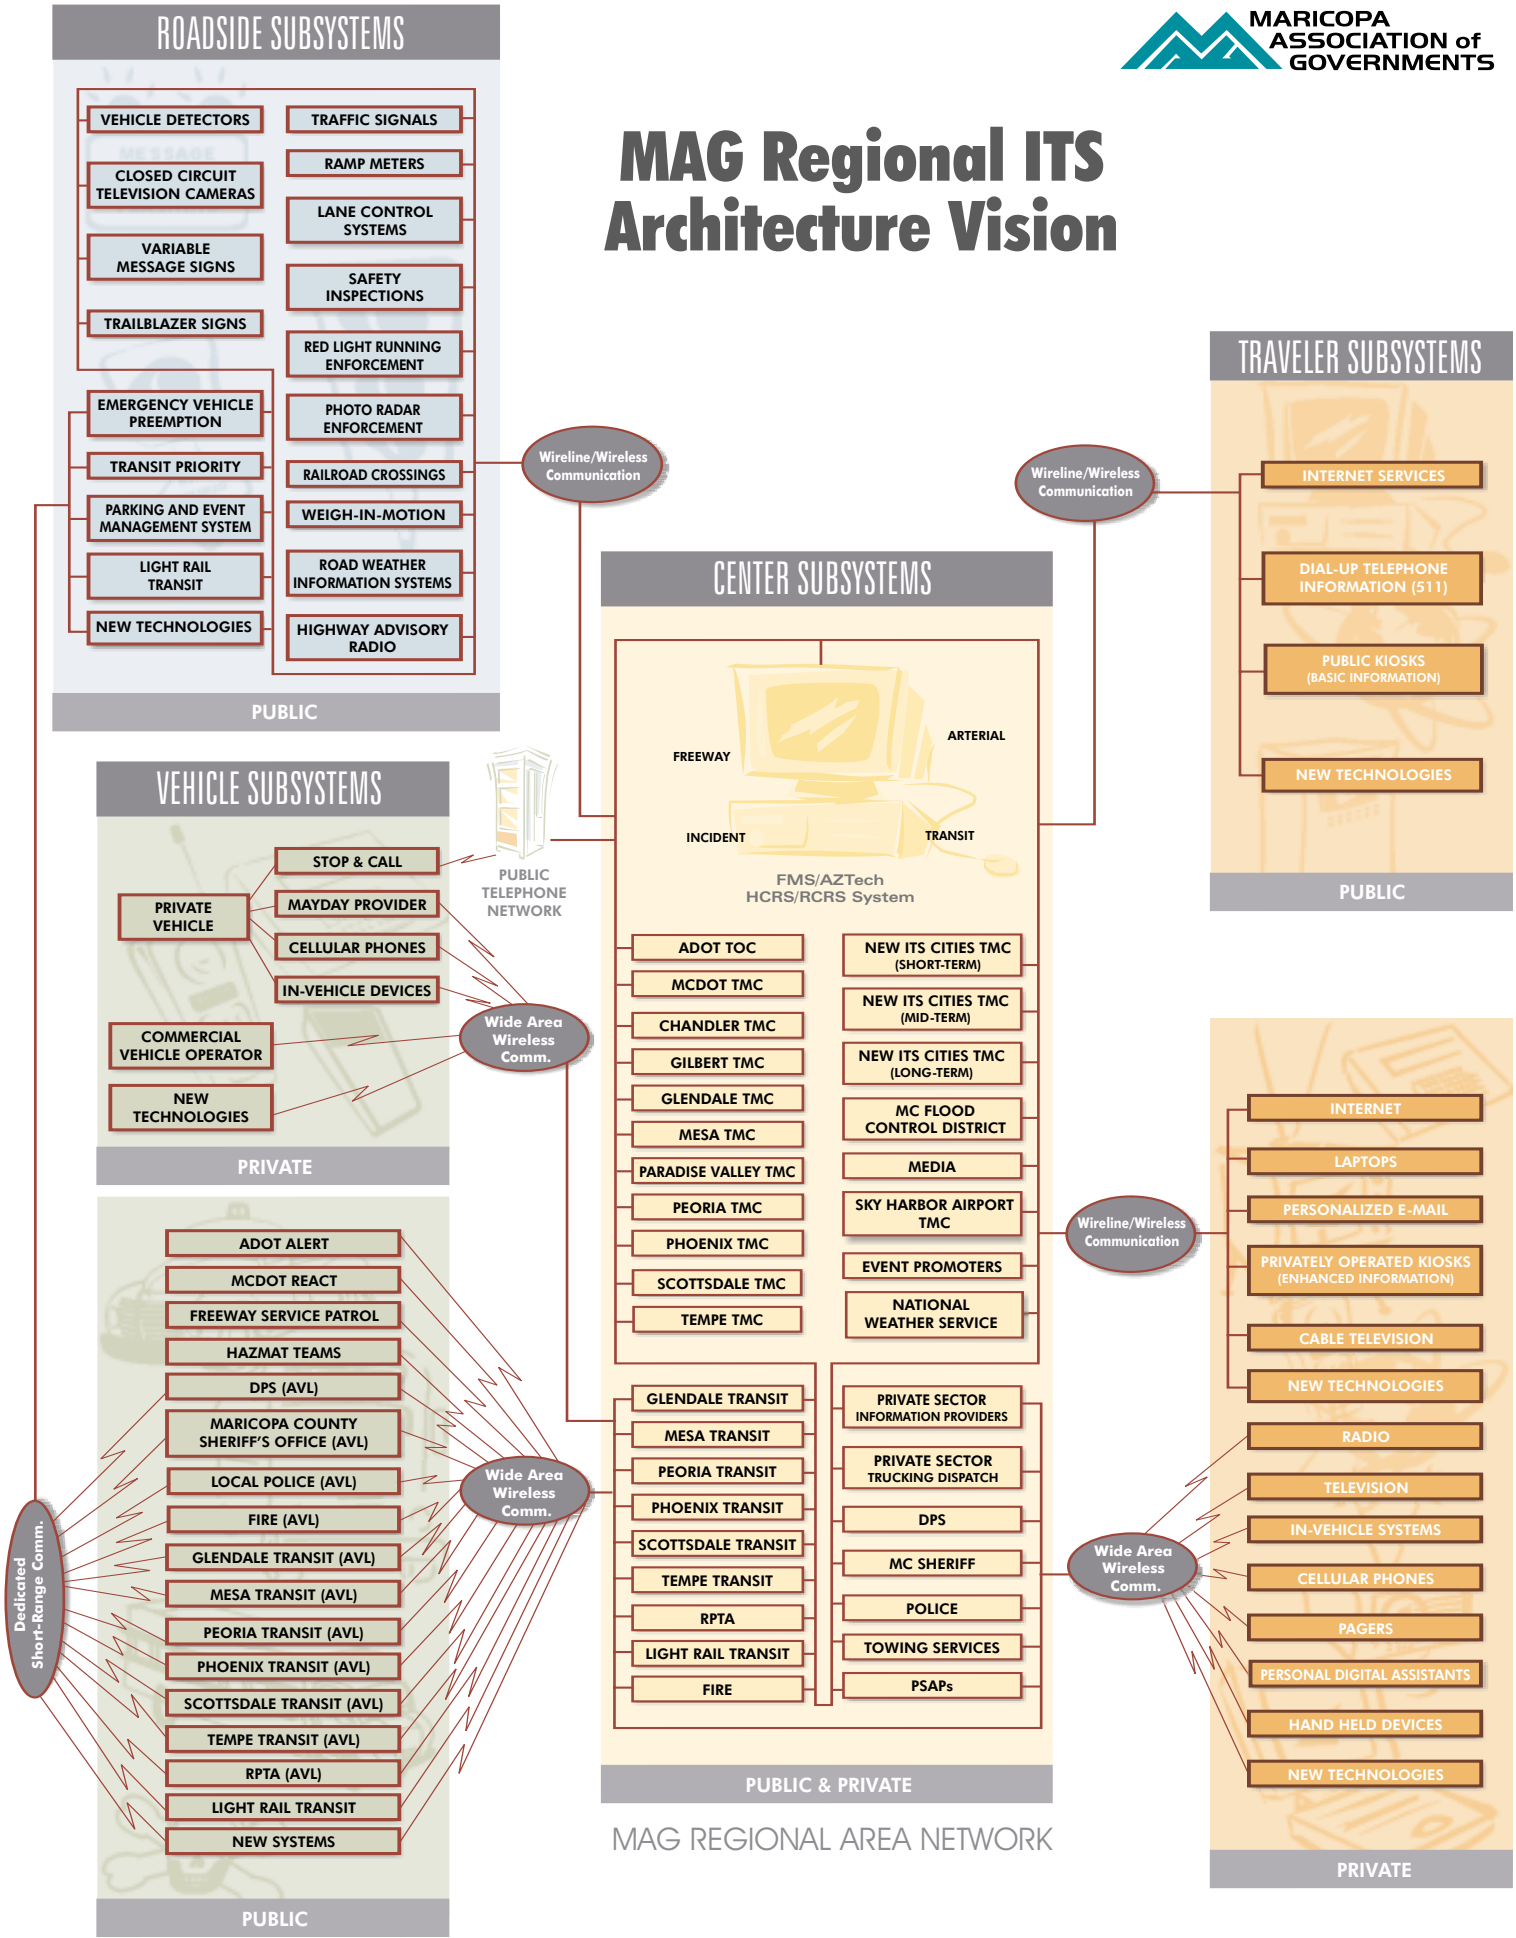 MARICOPA
ASSOCIATION of
GOVERNMENTS
MAG Regional ITS
Architecture Vision
ROADSIDE SUBSYSTEMS
VEHICLE DETECTORS
CLOSED CIRCUIT
TELEVISION CAMERAS
VARIABLE
MESSAGE SIGNS
TRAILBLAZER SIGNS
EMERGENCY VEHICLE
PREEMPTION
TRANSIT PRIORITY
PARKING AND EVENT
MANAGEMENT SYSTEM
LIGHT RAIL
TRANSIT
NEW TECHNOLOGIES
TRAFFIC SIGNALS
RAMP METERS
LANE CONTROL
SYSTEMS
SAFETY
INSPECTIONS
RED LIGHT RUNNING
ENFORCEMENT
PHOTO RADAR
ENFORCEMENT
RAILROAD CROSSINGS
WEIGH-IN-MOTION
ROAD WEATHER
INFORMATION SYSTEMS
HIGHWAY ADVISORY
RADIO
MESSAGE
PUBLIC
Wireline/Wireless
Communication
Wireline/Wireless
Communication
TRAVELER SUBSYSTEMS
INTERNET SERVICES
DIAL-UP TELEPHONE
INFORMATION (511)
PUBLIC KIOSKS
(BASIC INFORMATION)
NEW TECHNOLOGIES
PUBLIC
VEHICLE SUBSYSTEMS
PRIVATE
VEHICLE
STOP & CALL
MAYDAY PROVIDER
CELLULAR PHONES
IN-VEHICLE DEVICES
COMMERCIAL
VEHICLE OPERATOR
NEW
TECHNOLOGIES
PRIVATE
PUBLIC
TELEPHONE
NETWORK
Wide Area
Wireless
Comm.
CENTER SUBSYSTEMS
FREEWAY
ARTERIAL
INCIDENT
TRANSIT
FMS/AZTech
HCRS/RCRS System
ADOT TOC
MCDOT TMC
CHANDLER TMC
GILBERT TMC
GLENDALE TMC
MESA TMC
PARADISE VALLEY TMC
PEORIA TMC
PHOENIX TMC
SCOTTSDALE TMC
TEMPE TMC
NEW ITS CITIES TMC
(SHORT-TERM)
NEW ITS CITIES TMC
(MID-TERM)
NEW ITS CITIES TMC
(LONG-TERM)
MC FLOOD
CONTROL DISTRICT
MEDIA
SKY HARBOR AIRPORT
TMC
EVENT PROMOTERS
NATIONAL
WEATHER SERVICE
GLENDALE TRANSIT
MESA TRANSIT
PEORIA TRANSIT
PHOENIX TRANSIT
SCOTTSDALE TRANSIT
TEMPE TRANSIT
RPTA
LIGHT RAIL TRANSIT
FIRE
PRIVATE SECTOR
INFORMATION PROVIDERS
PRIVATE SECTOR
TRUCKING DISPATCH
DPS
MC SHERIFF
POLICE
TOWING SERVICES
PSAPs
PUBLIC & PRIVATE
MAG REGIONAL AREA NETWORK
ADOT ALERT
MCDOT REACT
FREEWAY SERVICE PATROL
HAZMAT TEAMS
DPS (AVL)
MARICOPA COUNTY
SHERIFF'S OFFICE (AVL)
LOCAL POLICE (AVL)
FIRE (AVL)
GLENDALE TRANSIT (AVL)
MESA TRANSIT (AVL)
PEORIA TRANSIT (AVL)
PHOENIX TRANSIT (AVL)
SCOTTSDALE TRANSIT (AVL)
TEMPE TRANSIT (AVL)
RPTA (AVL)
LIGHT RAIL TRANSIT
NEW SYSTEMS
PUBLIC
Dedicated
Short-Range Comm.
Wide Area
Wireless
Comm.
Wireline/Wireless
Communication
INTERNET
LAPTOPS
PERSONALIZED E-MAIL
PRIVATELY OPERATED KIOSKS
(ENHANCED INFORMATION)
CABLE TELEVISION
NEW TECHNOLOGIES
Wide Area
Wireless
Comm.
RADIO
TELEVISION
IN-VEHICLE SYSTEMS
CELLULAR PHONES
PAGERS
PERSONAL DIGITAL ASSISTANTS
HAND HELD DEVICES
NEW TECHNOLOGIES
PRIVATE